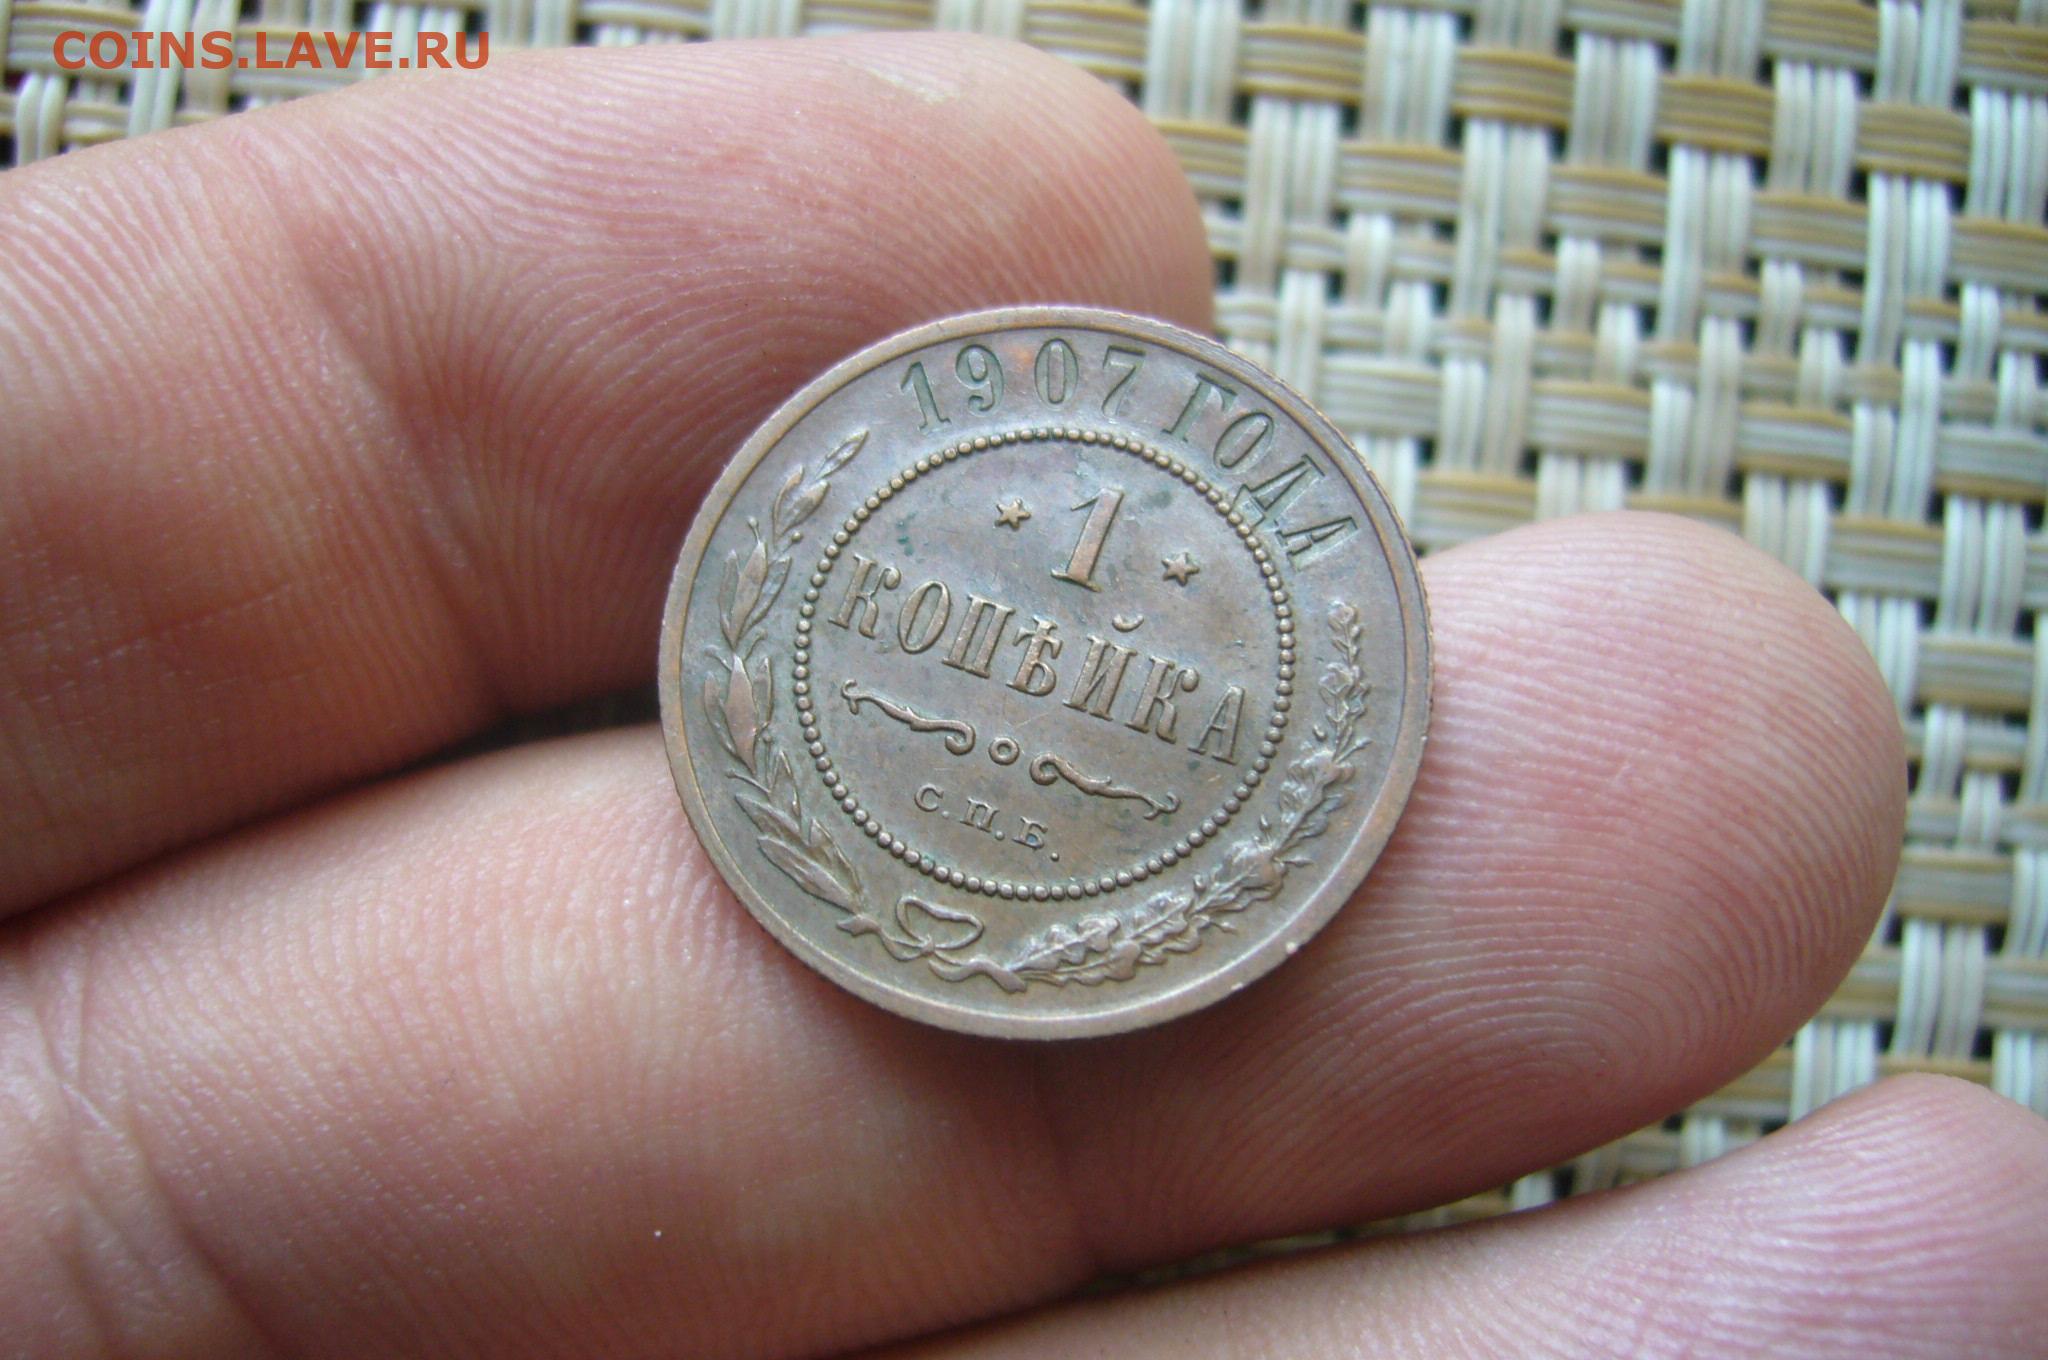 COINS.LAVE.RU
1907 ГОДА
* 1 *
КОПѢЙКА
С.П.Б.